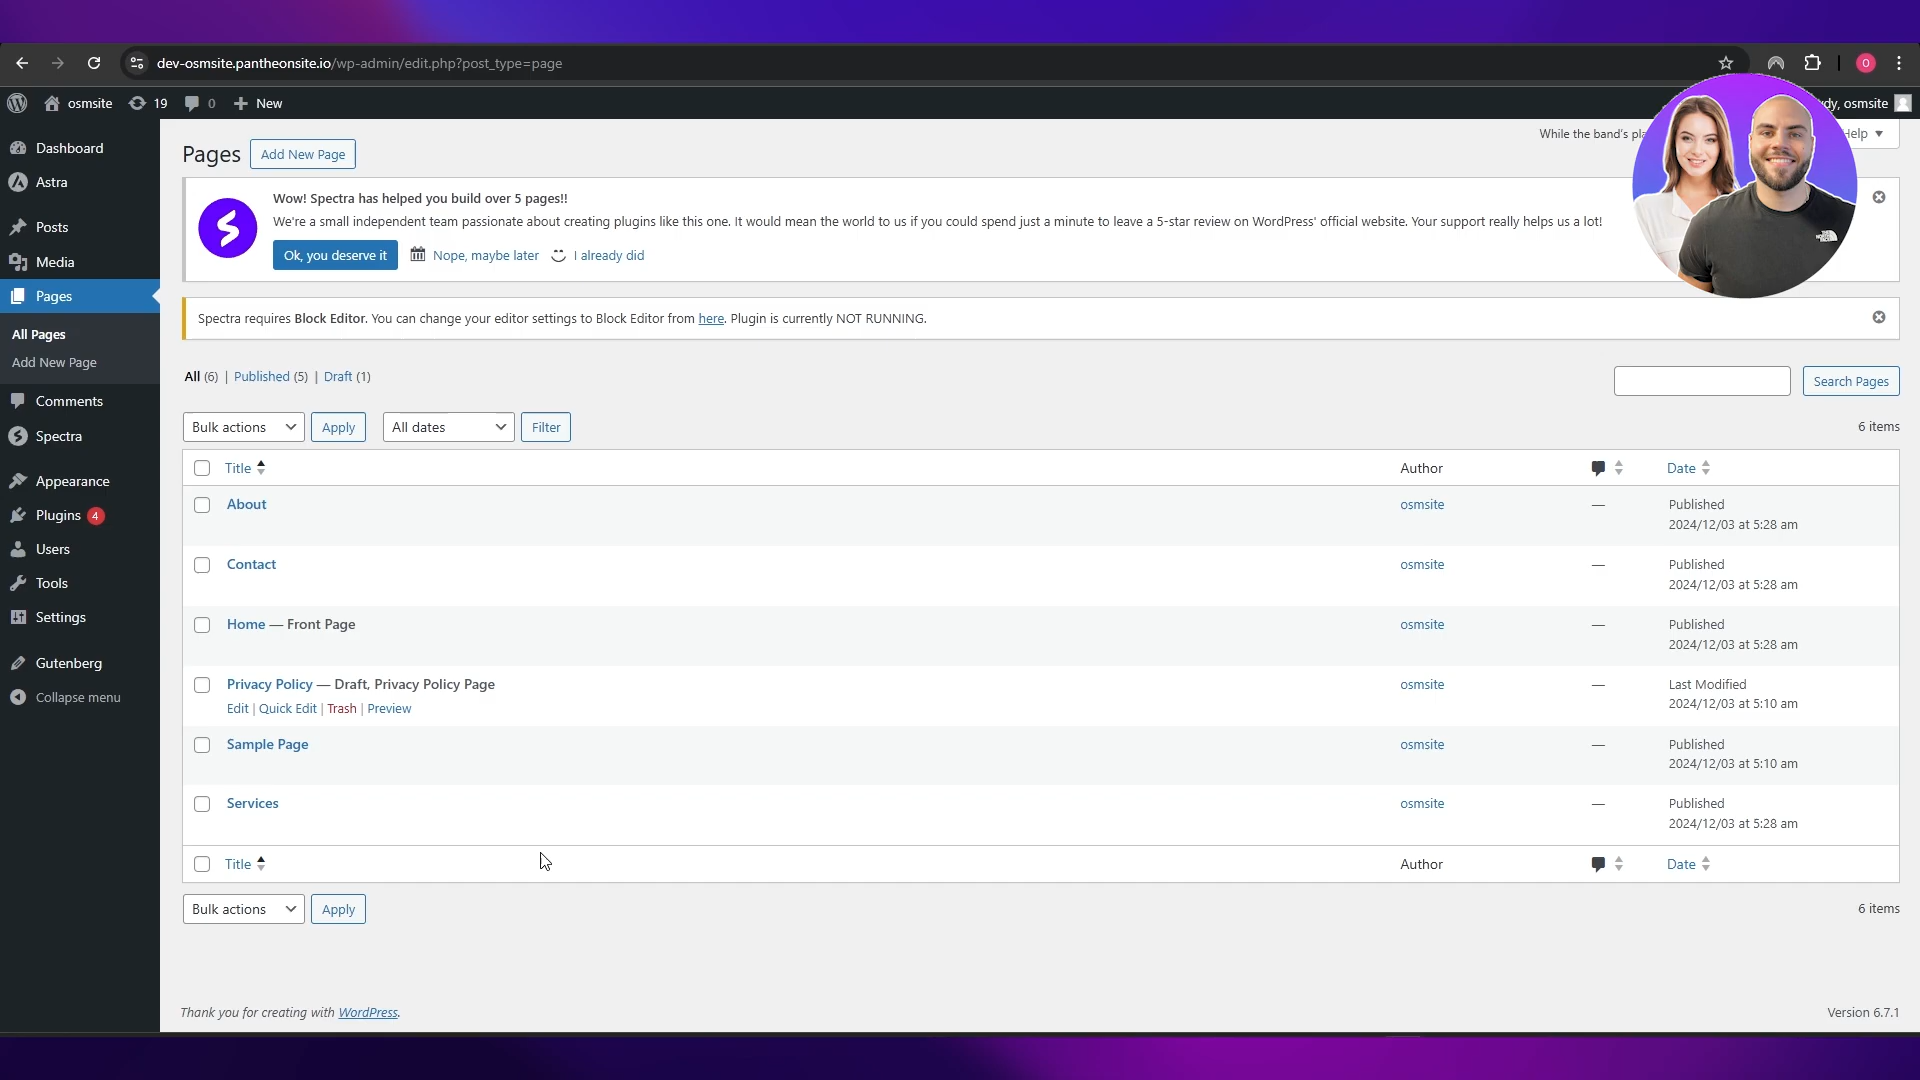 dev-osmsite.pantheonsite.io/wp-admin/edit.php?post_type=page
O
osmsite
19
0
New
dy, osmsite
Dashboard
Astra
Posts
Media
Pages
All Pages
Add New Page
Comments
Spectra
Appearance
Plugins 4
Users
Tools
Settings
Gutenberg
Collapse menu
While the band's pla
Help
Pages
Add New Page
Wow! Spectra has helped you build over 5 pages!!
We're a small independent team passionate about creating plugins like this one. It would mean the world to us if you could spend just a minute to leave a 5-star review on WordPress' official website. Your support really helps us a lot!
Ok, you deserve it
Nope, maybe later
I already did
Spectra requires Block Editor. You can change your editor settings to Block Editor from here. Plugin is currently NOT RUNNING.
All (6) | Published (5) | Draft (1)
Search Pages
Bulk actions
Apply
All dates
Filter
6 items
Title Author Date
About osmsite — Published
2024/12/03 at 5:28 am
Contact osmsite — Published
2024/12/03 at 5:28 am
Home — Front Page osmsite — Published
2024/12/03 at 5:28 am
Privacy Policy — Draft, Privacy Policy Page osmsite — Last Modified
Edit | Quick Edit | Trash | Preview 2024/12/03 at 5:10 am
Sample Page osmsite — Published
2024/12/03 at 5:10 am
Services osmsite — Published
2024/12/03 at 5:28 am
Title Author Date
Bulk actions
Apply
6 items
Thank you for creating with WordPress.
Version 6.7.1